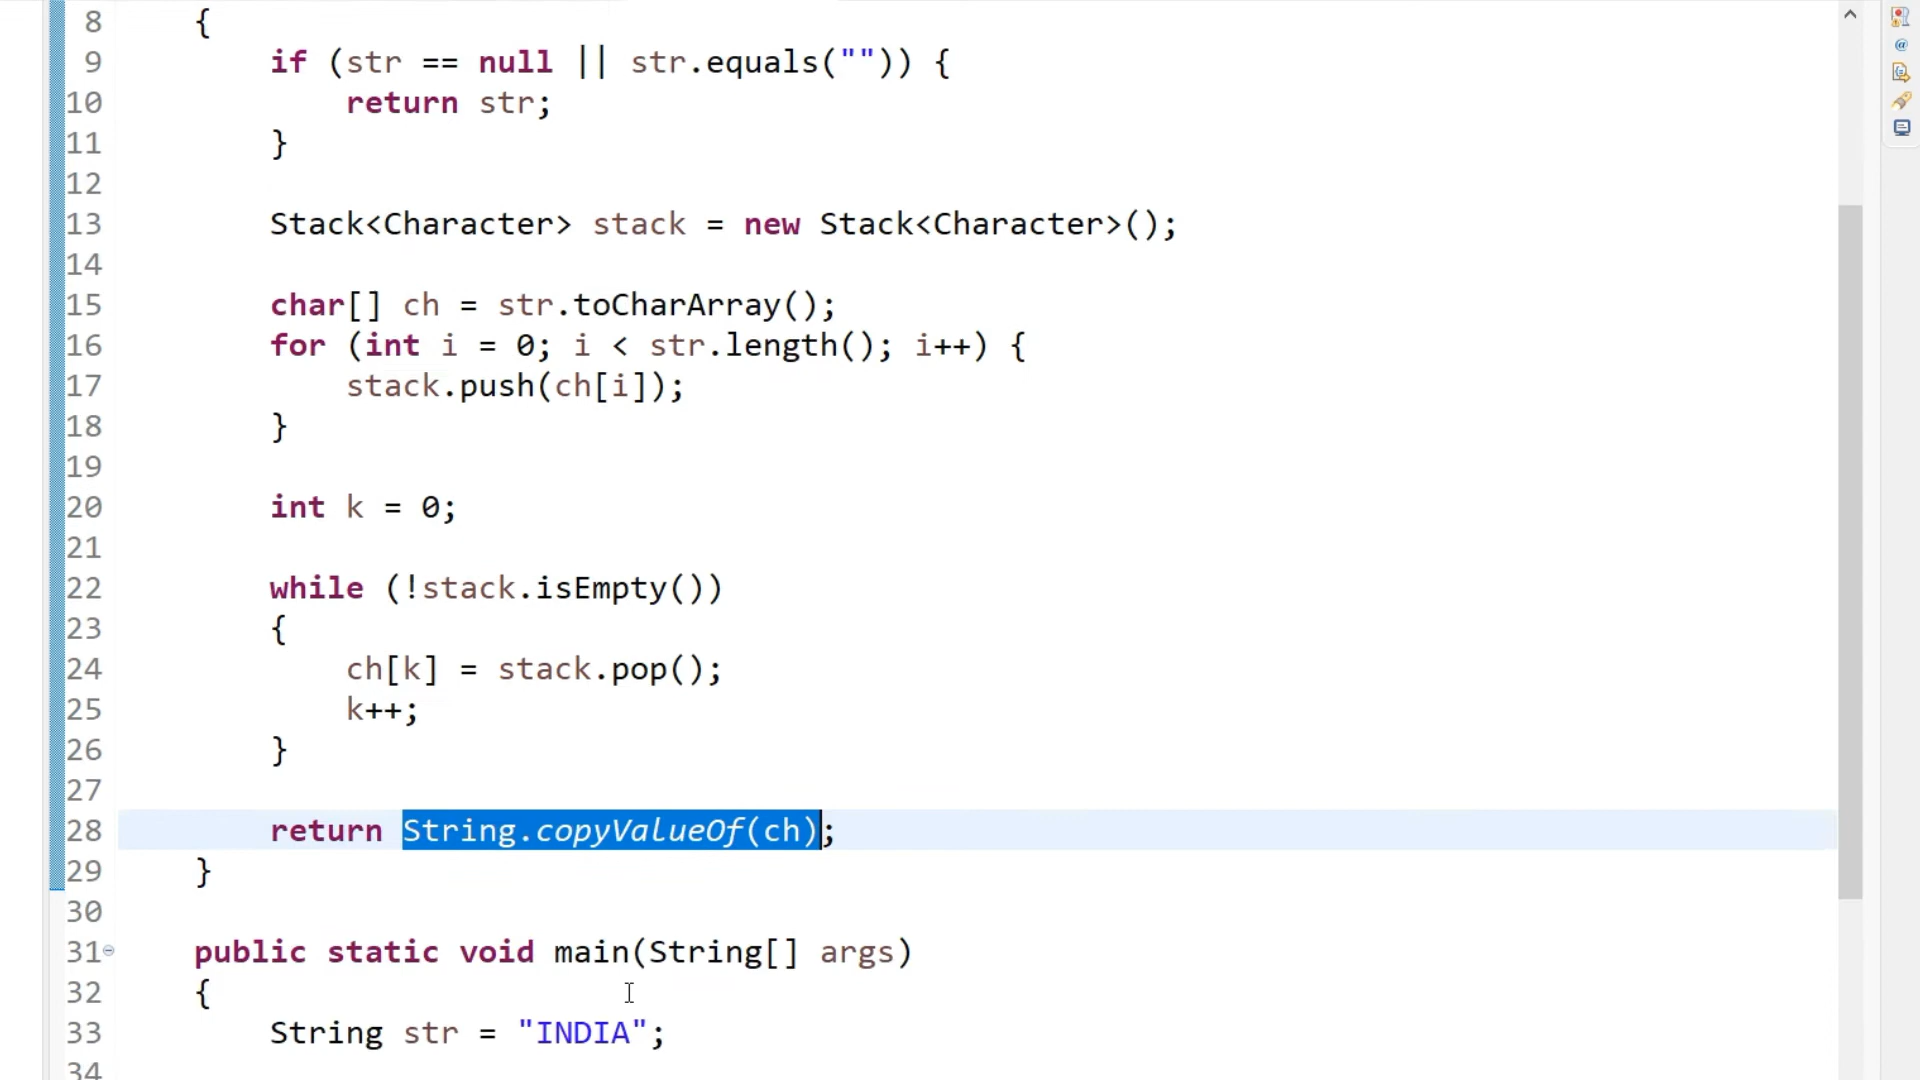 8 {
9 if (str == null || str.equals("")) {
10 return str;
11 }
12
13 Stack<Character> stack = new Stack<Character>();
14
15 char[] ch = str.toCharArray();
16 for (int i = 0; i < str.length(); i++) {
17 stack.push(ch[i]);
18 }
19
20 int k = 0;
21
22 while (!stack.isEmpty())
23 {
24 ch[k] = stack.pop();
25 k++;
26 }
27
28 return String.copyValueOf(ch);
29 }
30
31 public static void main(String[] args)
32 {
33 String str = "INDIA";
34